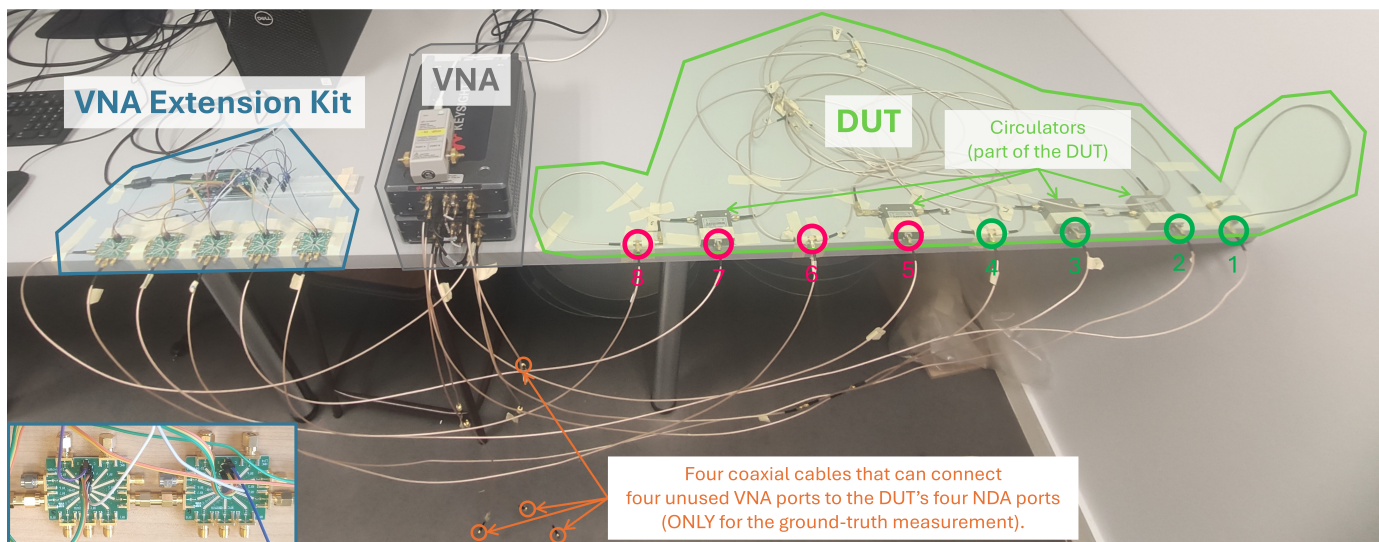 DELL
VNA
VNA Extension Kit
KEYSIGHT
DUT
Circulators
(part of the DUT)
8
7
6
5
4
3
2
1
Four coaxial cables that can connect
four unused VNA ports to the DUT's four NDA ports
(ONLY for the ground-truth measurement).